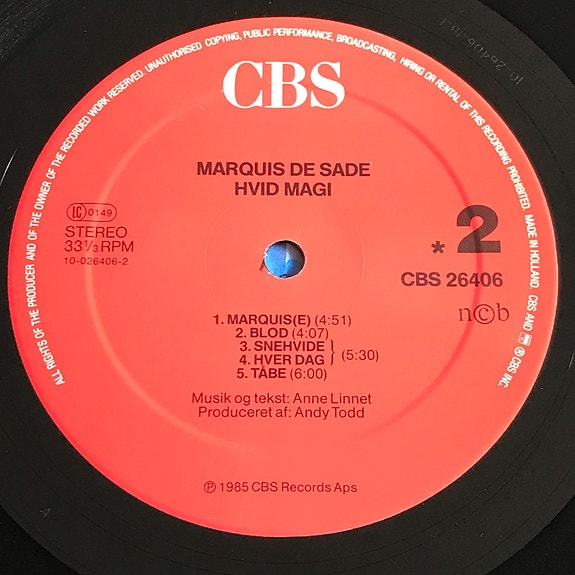 ALL RIGHTS OF THE PRODUCER AND OF THE OWNER OF THE RECORDED WORK RESERVED. UNAUTHORISED COPYING, PUBLIC PERFORMANCE, BROADCASTING, HIRING OR RENTAL OF THIS RECORDING PROHIBITED. MADE IN HOLLAND. CBS AND ℗ © CBS INC.
CBS
MARQUIS DE SADE
HVID MAGI
LC 0149
STEREO
33⅓ RPM
10-026406-2
* 2
CBS 26406
n©b
1. MARQUIS(E) (4:51)
2. BLOD (4:07)
3. SNEHVIDE
4. HVER DAG } (5:30)
5. TÅBE (6:00)
Musik og tekst: Anne Linnet
Produceret af: Andy Todd
℗ 1985 CBS Records Aps